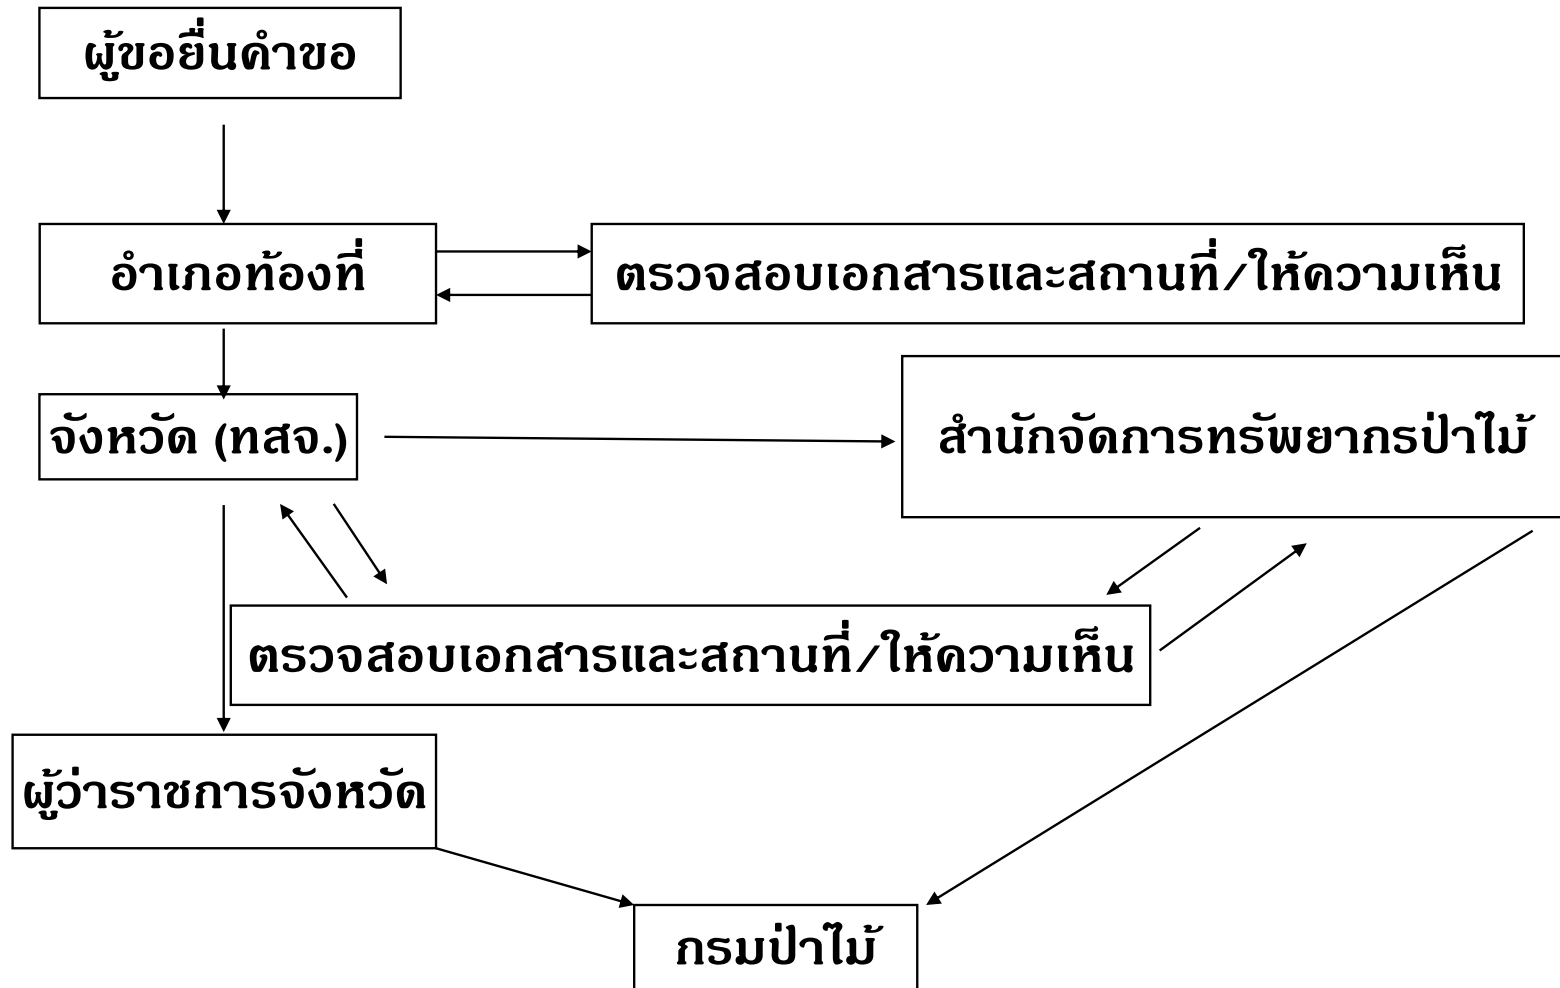 ผู้ขอยื่นคำขอ
อำเภอท้องที่
ตรวจสอบเอกสารและสถานที่/ให้ความเห็น
จังหวัด (ทสจ.)
สำนักจัดการทรัพยากรป่าไม้
ตรวจสอบเอกสารและสถานที่/ให้ความเห็น
ผู้ว่าราชการจังหวัด
กรมป่าไม้